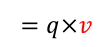 = q×v